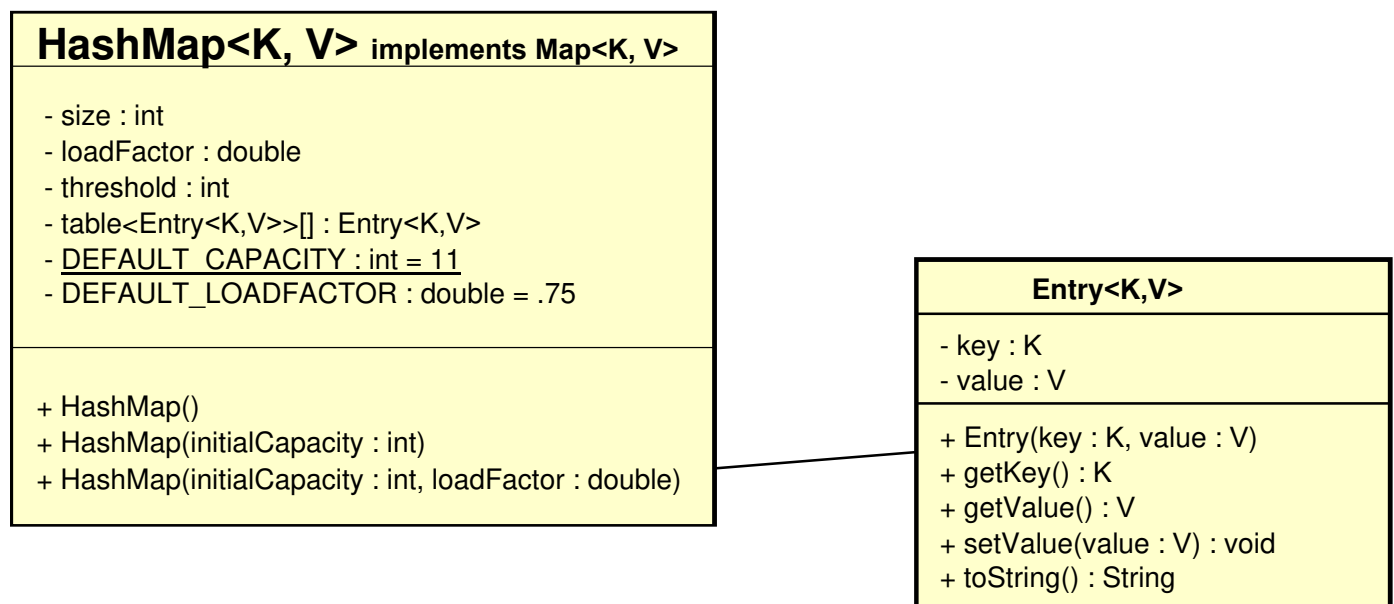 HashMap<K, V> implements Map<K, V>
- size : int
- loadFactor : double
- threshold : int
- table<Entry<K,V>>[] : Entry<K,V>
- DEFAULT_CAPACITY : int = 11
- DEFAULT_LOADFACTOR : double = .75
+ HashMap()
+ HashMap(initialCapacity : int)
+ HashMap(initialCapacity : int, loadFactor : double)
Entry<K,V>
- key : K
- value : V
+ Entry(key : K, value : V)
+ getKey() : K
+ getValue() : V
+ setValue(value : V) : void
+ toString() : String